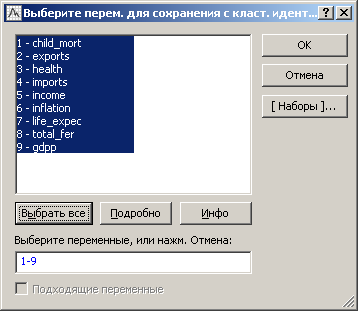 Выберите перем. для сохранения с класт. идент...
1 - child_mort
2 - exports
3 - health
4 - imports
5 - income
6 - inflation
7 - life_expec
8 - total_fer
9 - gdpp
OK
Отмена
[ Наборы ]...
Выбрать все
Подробно
Инфо
Выберите переменные, или нажм. Отмена:
1-9
Подходящие переменные